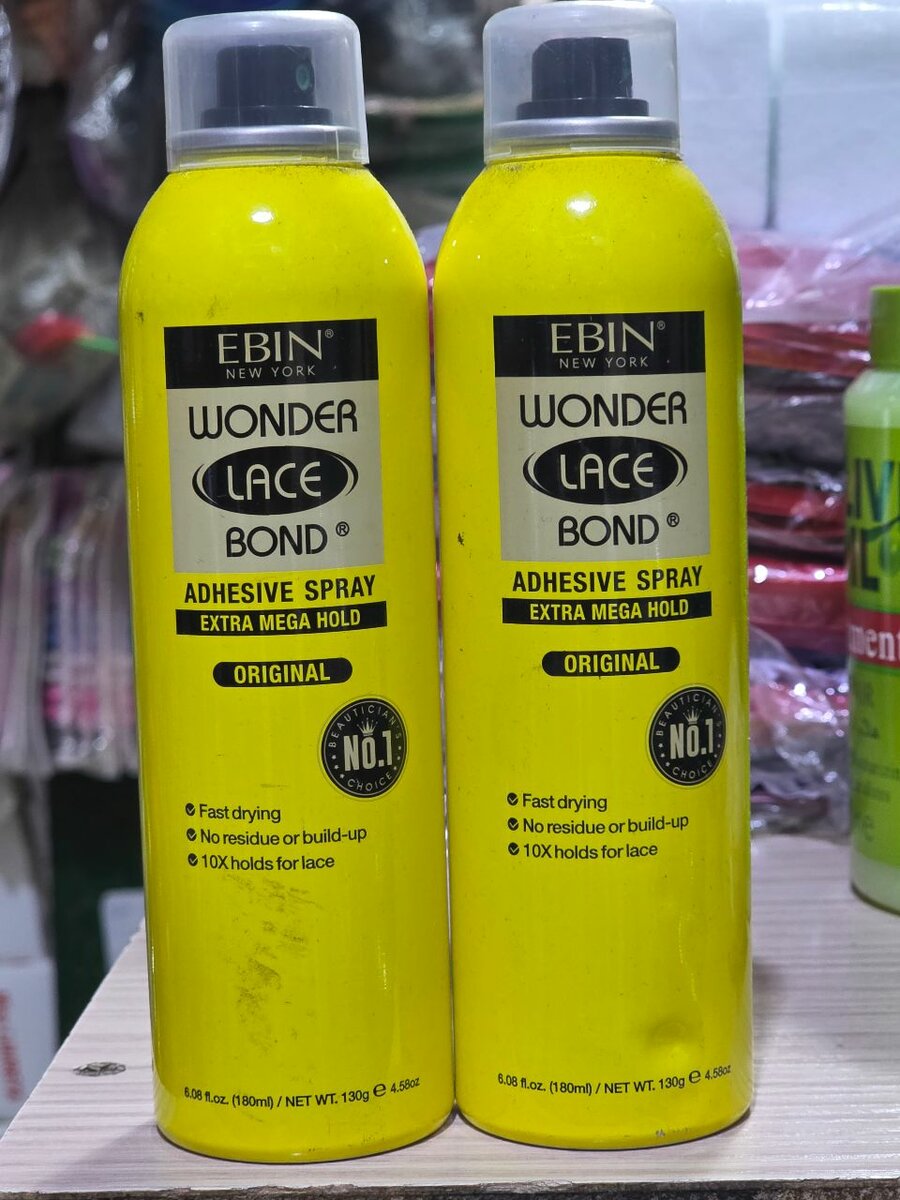 EBIN®
NEW YORK
WONDER
LACE
BOND®
ADHESIVE SPRAY
EXTRA MEGA HOLD
ORIGINAL
BEAUTICIAN'S
NO.1
CHOICE
Fast drying
No residue or build-up
10X holds for lace
6.08 fl.oz. (180ml) / NET WT. 130g e 4.58oz
EBIN®
NEW YORK
WONDER
LACE
BOND®
ADHESIVE SPRAY
EXTRA MEGA HOLD
ORIGINAL
BEAUTICIAN'S
NO.1
CHOICE
Fast drying
No residue or build-up
10X holds for lace
6.08 fl.oz. (180ml) / NET WT. 130g e 4.58oz